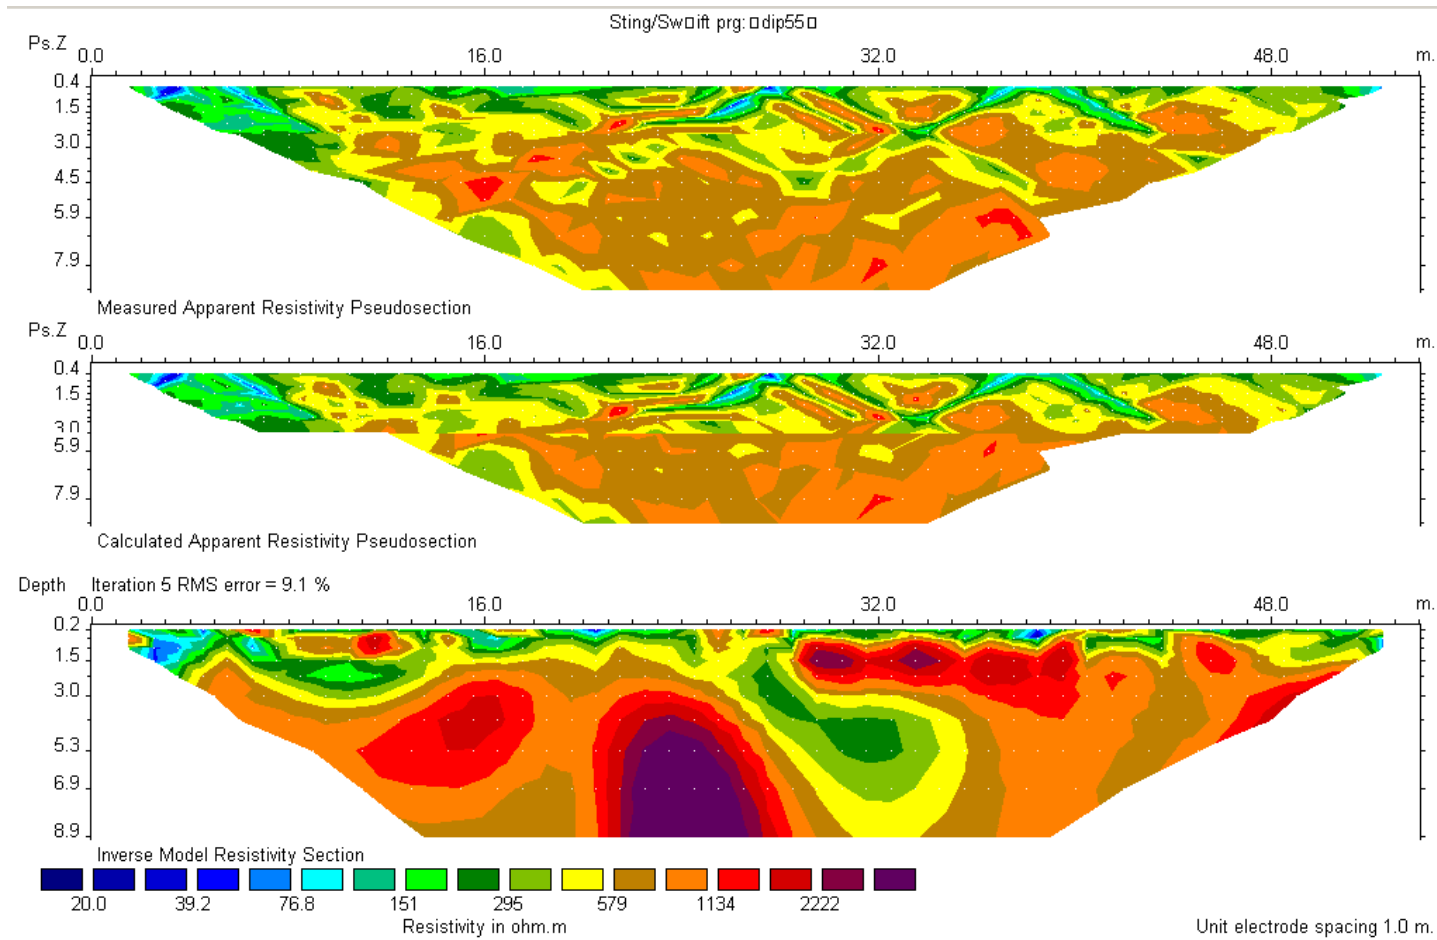 Sting/Sw▯ift prg: ▯dip55▯
Ps.Z 0.0 16.0 32.0 48.0 m.
0.4
1.5
3.0
4.5
5.9
7.9
Measured Apparent Resistivity Pseudosection
Ps.Z 0.0 16.0 32.0 48.0 m.
0.4
1.5
3.0
5.9
5.9
7.9
Calculated Apparent Resistivity Pseudosection
Depth Iteration 5 RMS error = 9.1 %
0.0 16.0 32.0 48.0 m.
0.2
1.5
3.0
5.3
6.9
8.9
Inverse Model Resistivity Section
20.0 39.2 76.8 151 295 579 1134 2222
Resistivity in ohm.m Unit electrode spacing 1.0 m.